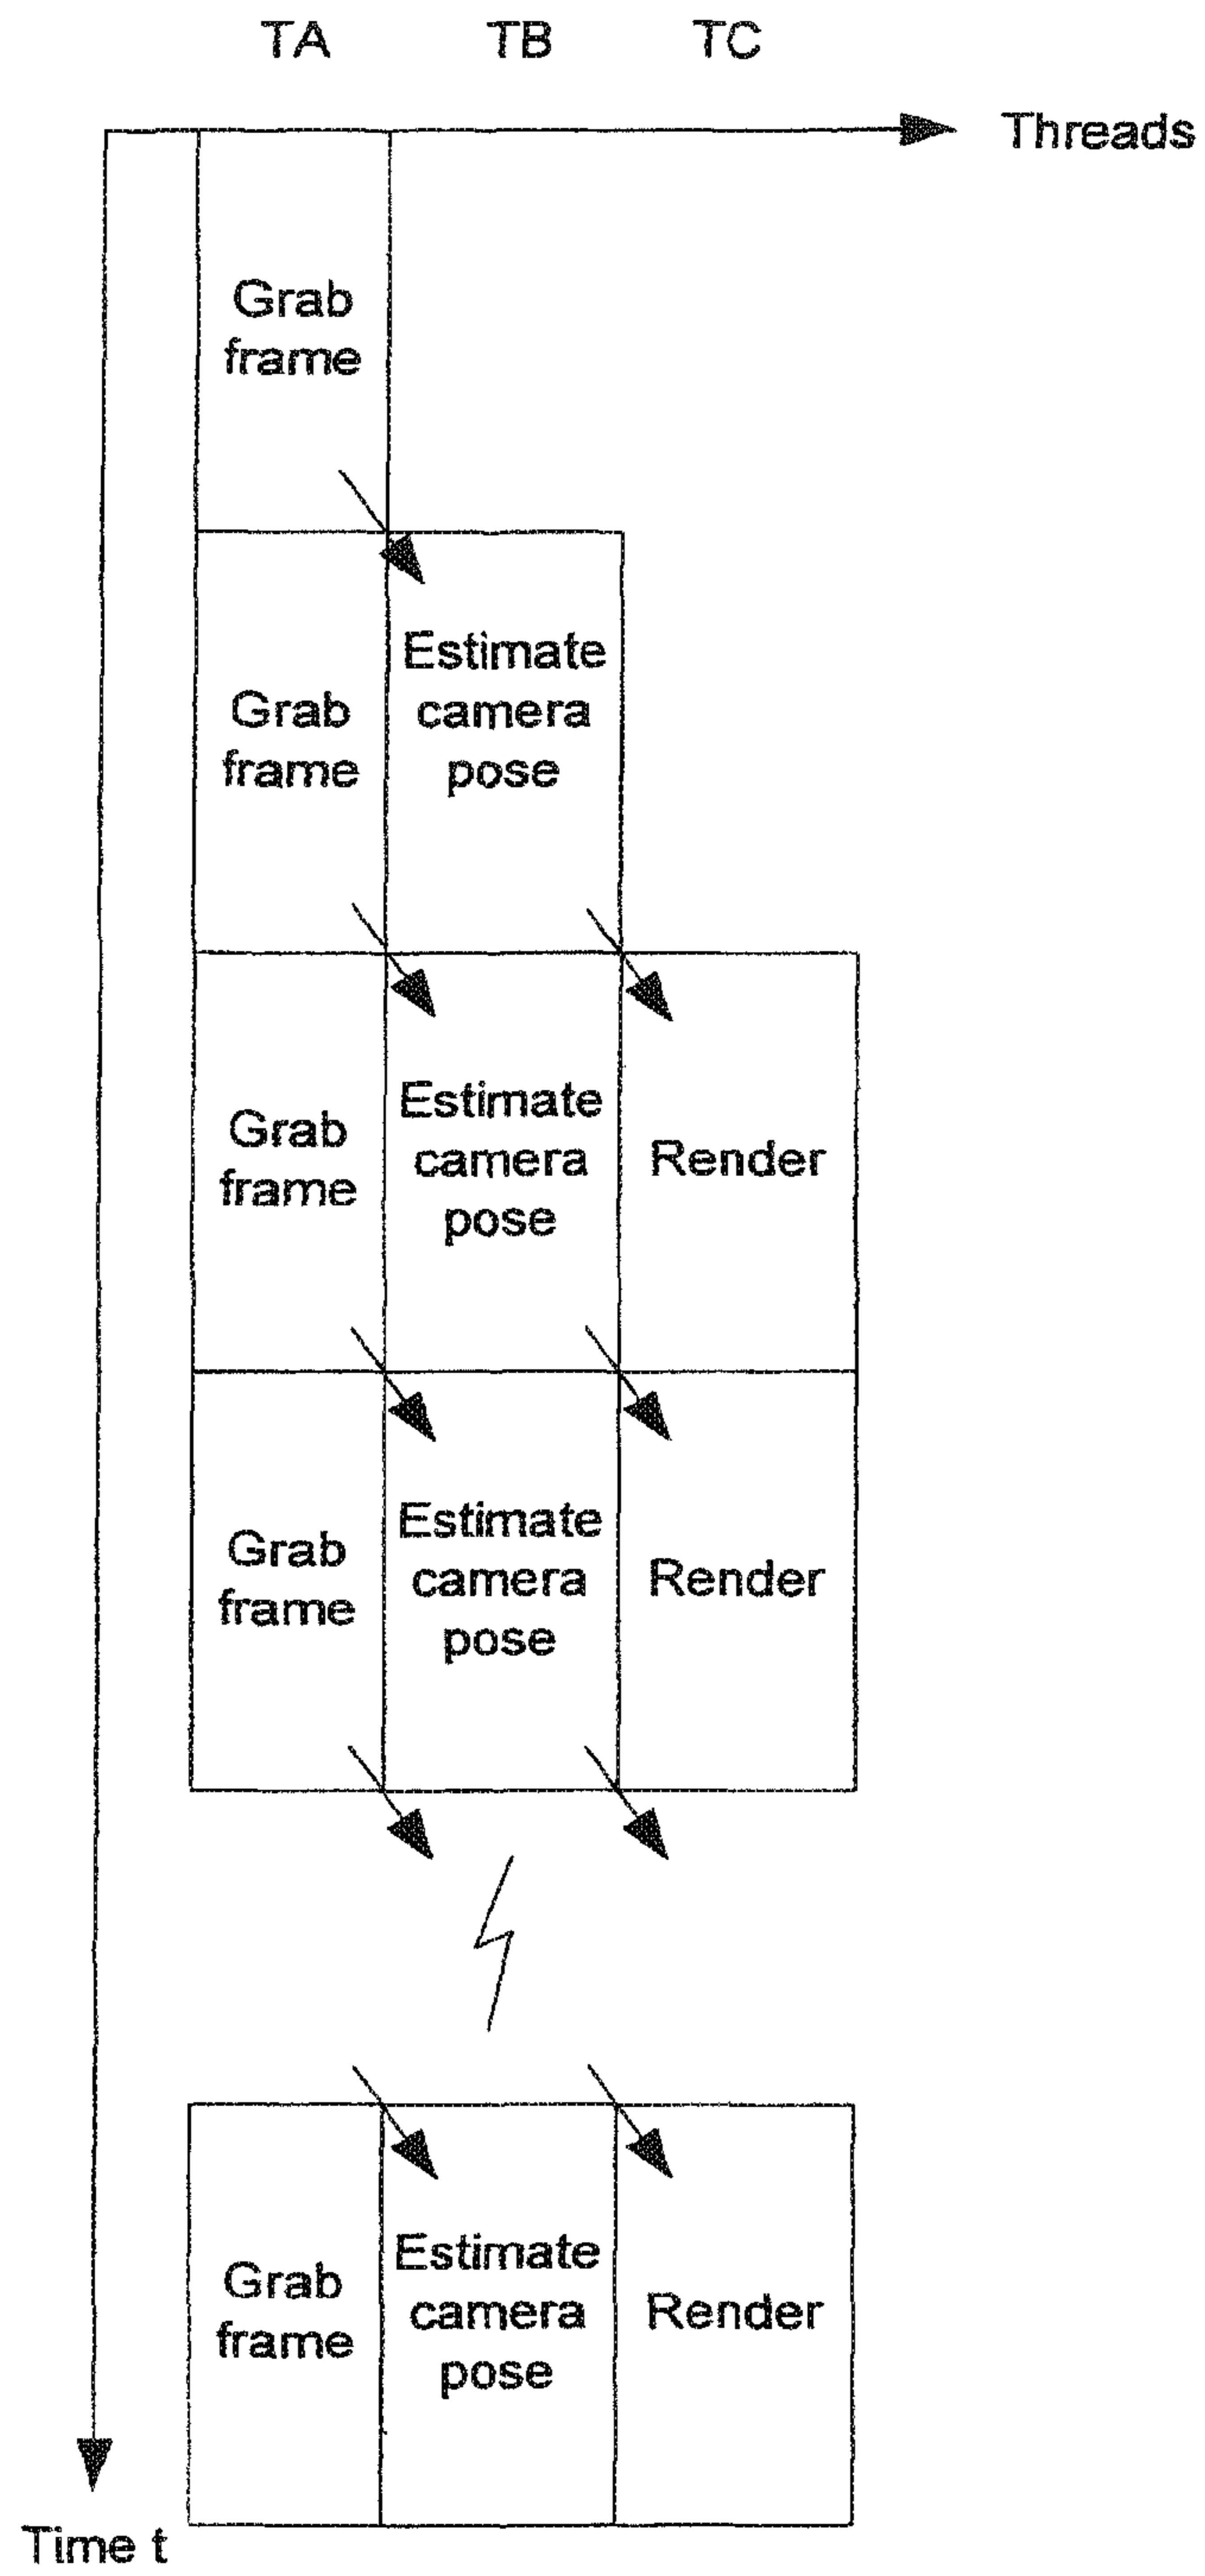 TA TB TC
Threads
Grab
frame
Grab
frame
Estimate
camera
pose
Grab
frame
Estimate
camera
pose
Render
Grab
frame
Estimate
camera
pose
Render
Grab
frame
Estimate
camera
pose
Render
Time t